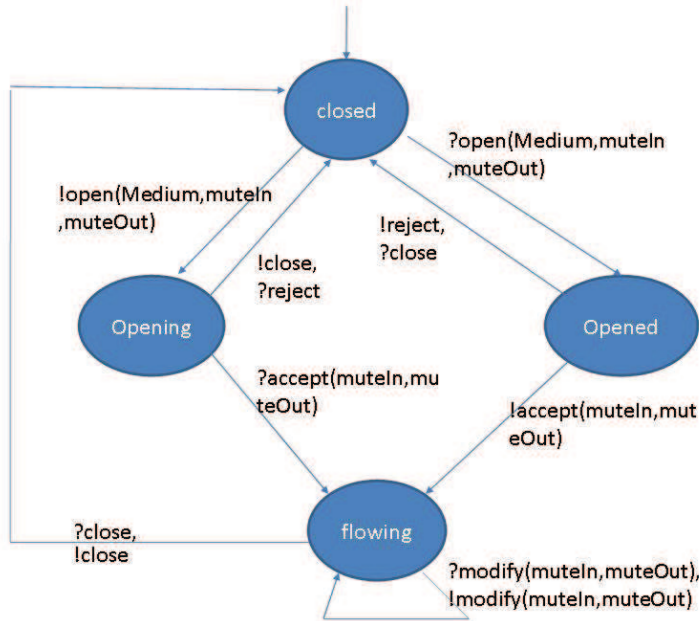 closed
?open(Medium,muteIn
,muteOut)
!open(Medium,muteIn
,muteOut)
!reject,
?close
!close,
?reject
Opening
Opened
?accept(muteIn,mu
teOut)
!accept(muteIn,mut
eOut)
flowing
?close,
!close
?modify(muteIn,muteOut),
!modify(muteIn,muteOut)